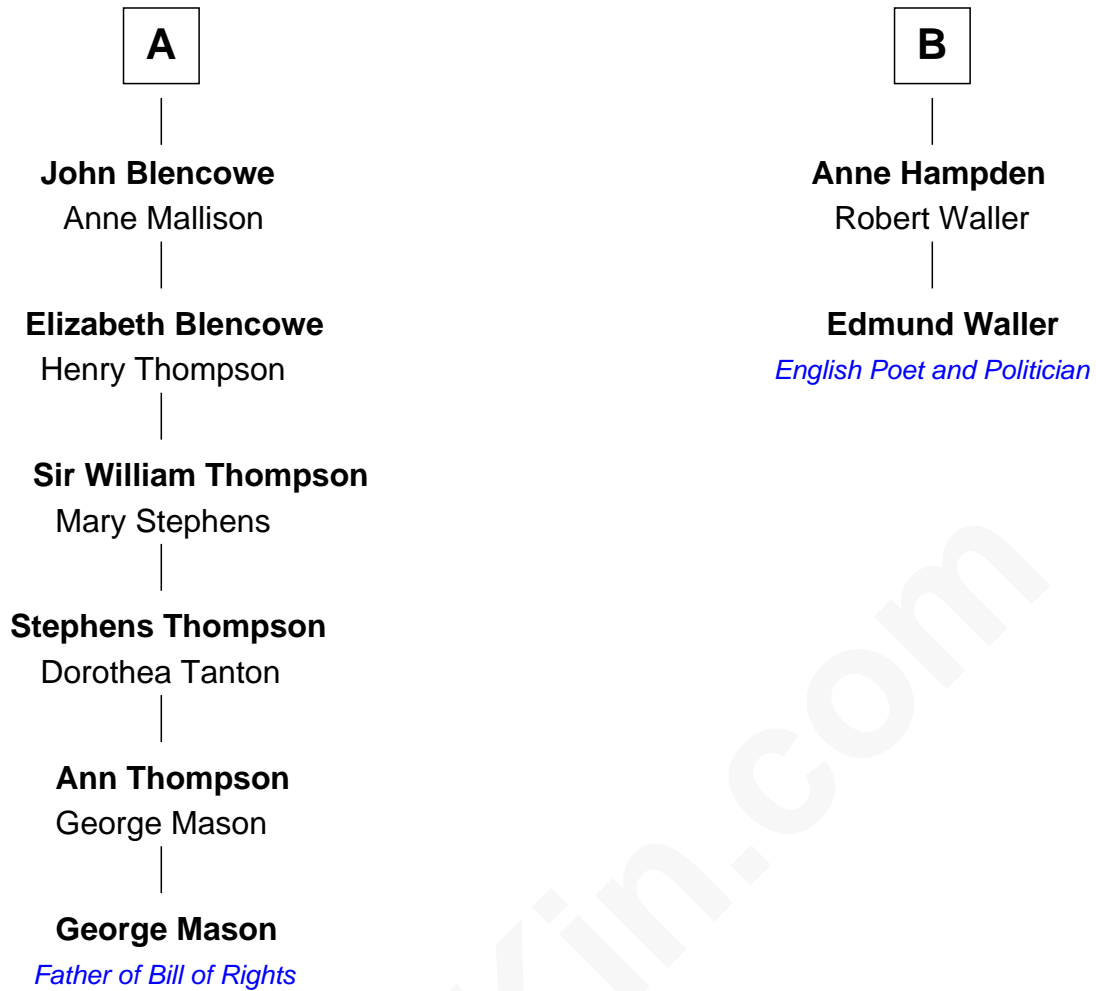 A
John Blencowe
Anne Mallison
Elizabeth Blencowe
Henry Thompson
Sir William Thompson
Mary Stephens
Stephens Thompson
Dorothea Tanton
Ann Thompson
George Mason
George Mason
Father of Bill of Rights
B
Anne Hampden
Robert Waller
Edmund Waller
English Poet and Politician